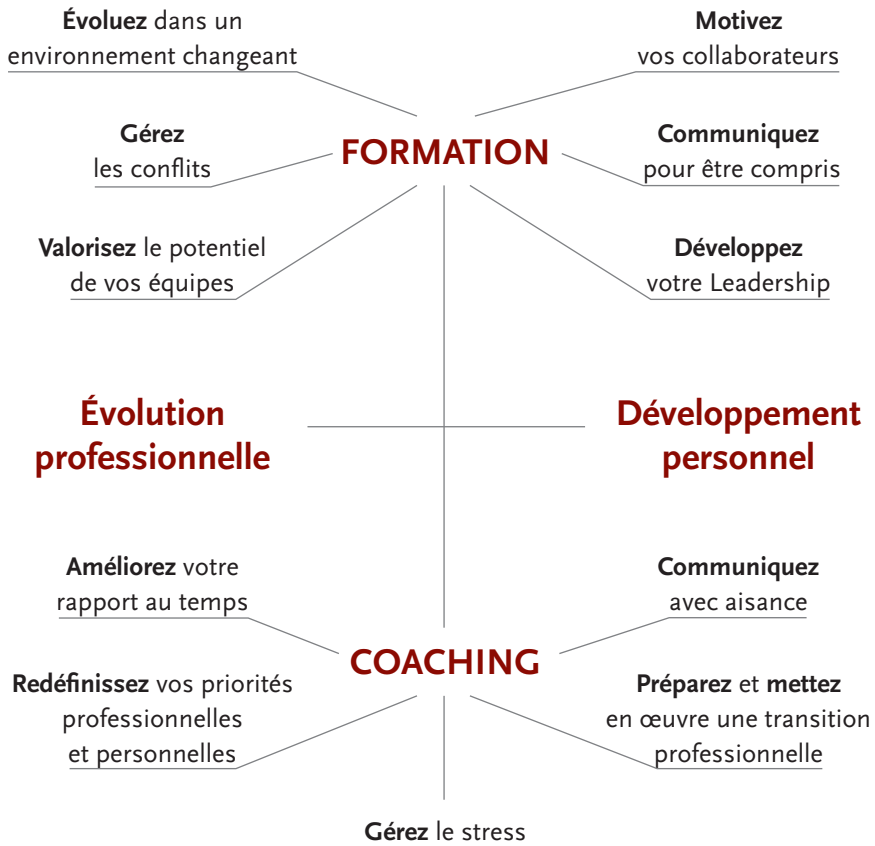 Évoluez dans un
environnement changeant
Motivez
vos collaborateurs
Gérez
les conflits
FORMATION
Communiquez
pour être compris
Valorisez le potentiel
de vos équipes
Développez
votre Leadership
Évolution
professionnelle
Développement
personnel
Améliorez votre
rapport au temps
Communiquez
avec aisance
COACHING
Redéfinissez vos priorités
professionnelles
et personnelles
Préparez et mettez
en œuvre une transition
professionnelle
Gérez le stress